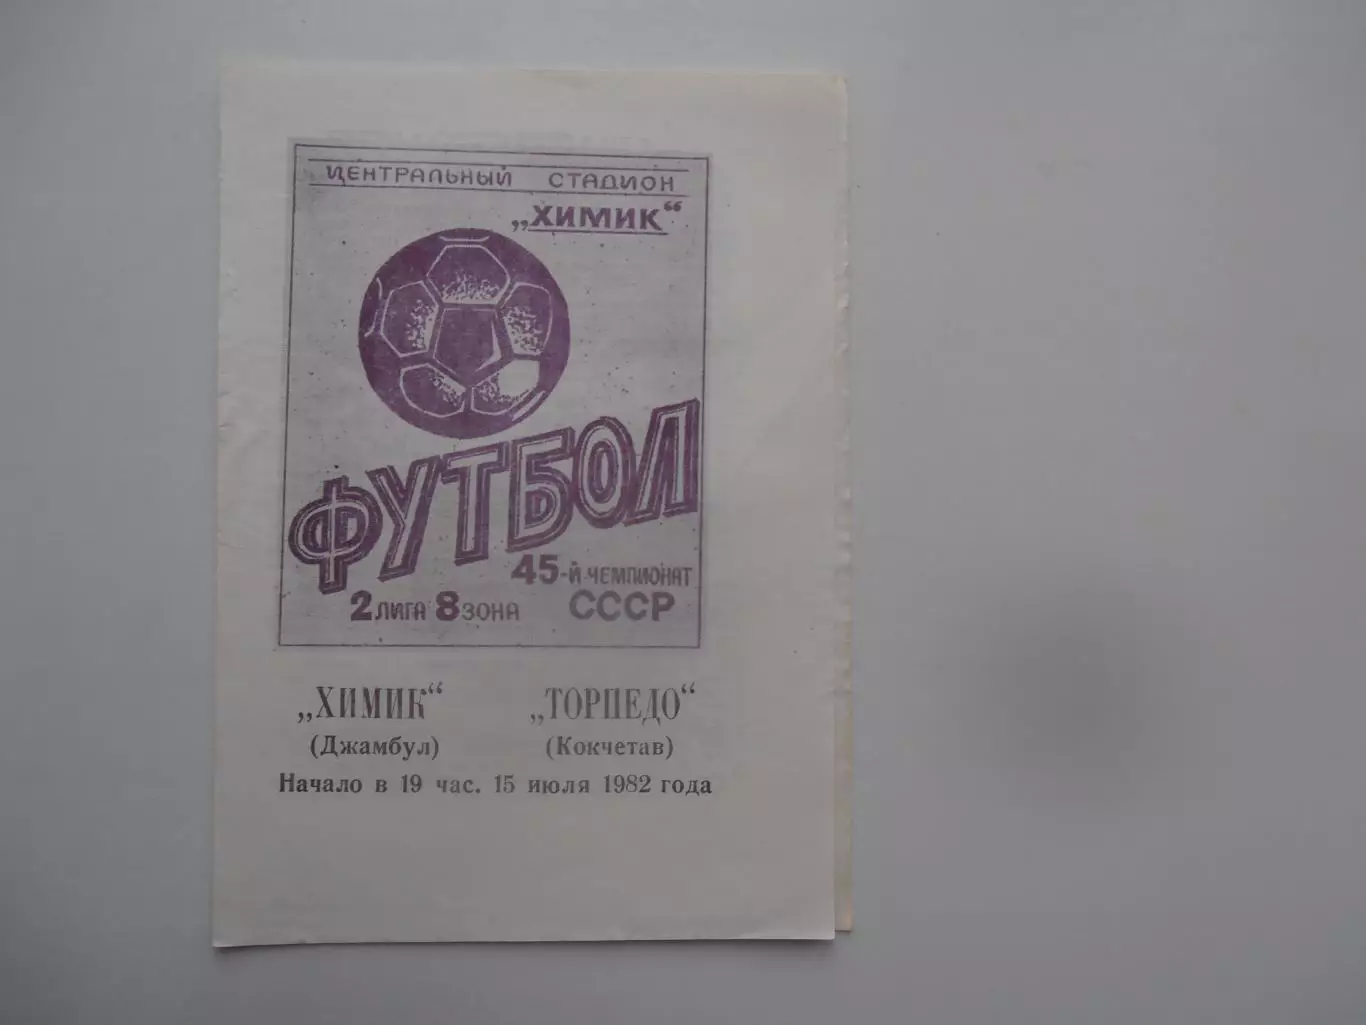 ЦЕНТРАЛЬНЫЙ СТАДИОН
„ХИМИК“
ФУТБОЛ
45-й ЧЕМПИОНАТ
2 ЛИГА 8 ЗОНА СССР
„ХИМИК“ „ТОРПЕДО“
(Джамбул) (Кокчетав)
Начало в 19 час. 15 июля 1982 года